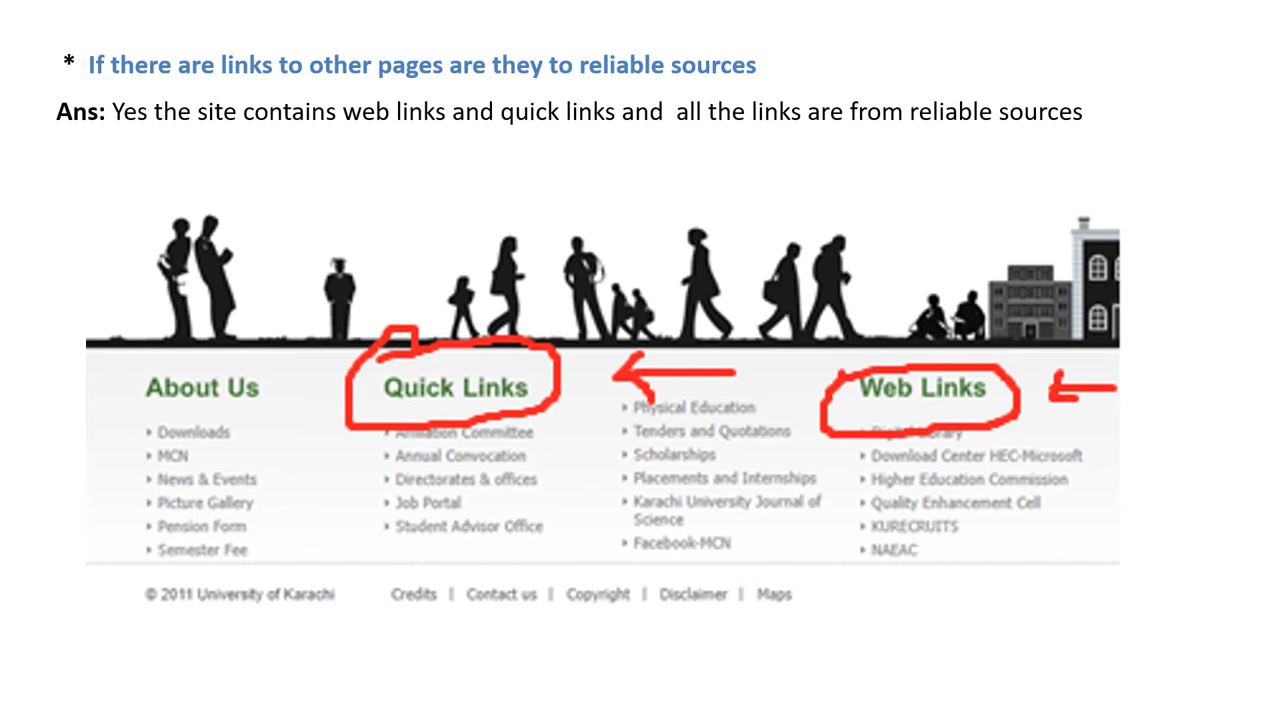 * If there are links to other pages are they to reliable sources
Ans: Yes the site contains web links and quick links and  all the links are from reliable sources
About Us
Downloads
MCN
News & Events
Picture Gallery
Pension Form
Semester Fee
Quick Links
Affiliation Committee
Annual Convocation
Directorates & offices
Job Portal
Student Advisor Office
Physical Education
Tenders and Quotations
Scholarships
Placements and Internships
Karachi University Journal of
Science
Facebook-MCN
Web Links
Digital Library
Download Center HEC-Microsoft
Higher Education Commission
Quality Enhancement Cell
KURECRUITS
NAEAC
© 2011 University of Karachi
Credits | Contact us | Copyright | Disclaimer | Maps